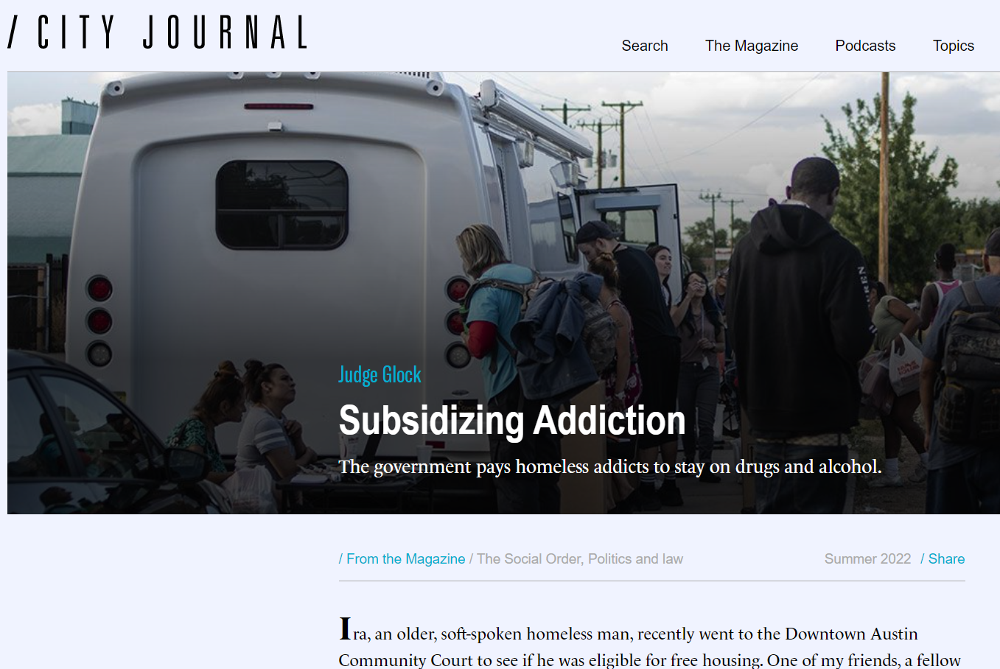 / CITY JOURNAL
Search The Magazine Podcasts Topics
Judge Glock
Subsidizing Addiction
The government pays homeless addicts to stay on drugs and alcohol.
/ From the Magazine / The Social Order, Politics and law Summer 2022 / Share
Ira, an older, soft-spoken homeless man, recently went to the Downtown Austin
Community Court to see if he was eligible for free housing. One of my friends, a fellow